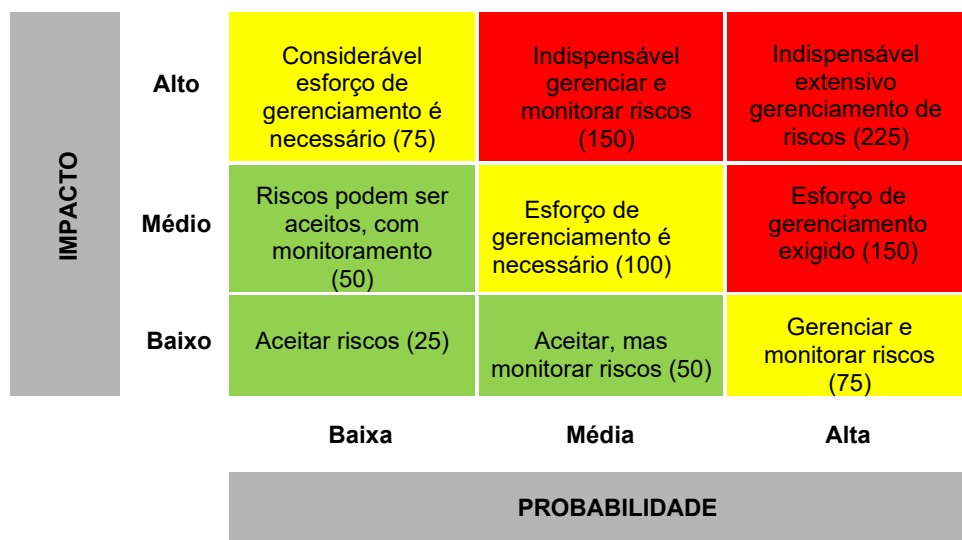 IMPACTO
Alto
Considerável
esforço de
gerenciamento é
necessário (75)
Indispensável
gerenciar e
monitorar riscos
(150)
Indispensável
extensivo
gerenciamento de
riscos (225)
Médio
Riscos podem ser
aceitos, com
monitoramento
(50)
Esforço de
gerenciamento é
necessário (100)
Esforço de
gerenciamento
exigido (150)
Baixo
Aceitar riscos (25)
Aceitar, mas
monitorar riscos (50)
Gerenciar e
monitorar riscos
(75)
Baixa
Média
Alta
PROBABILIDADE